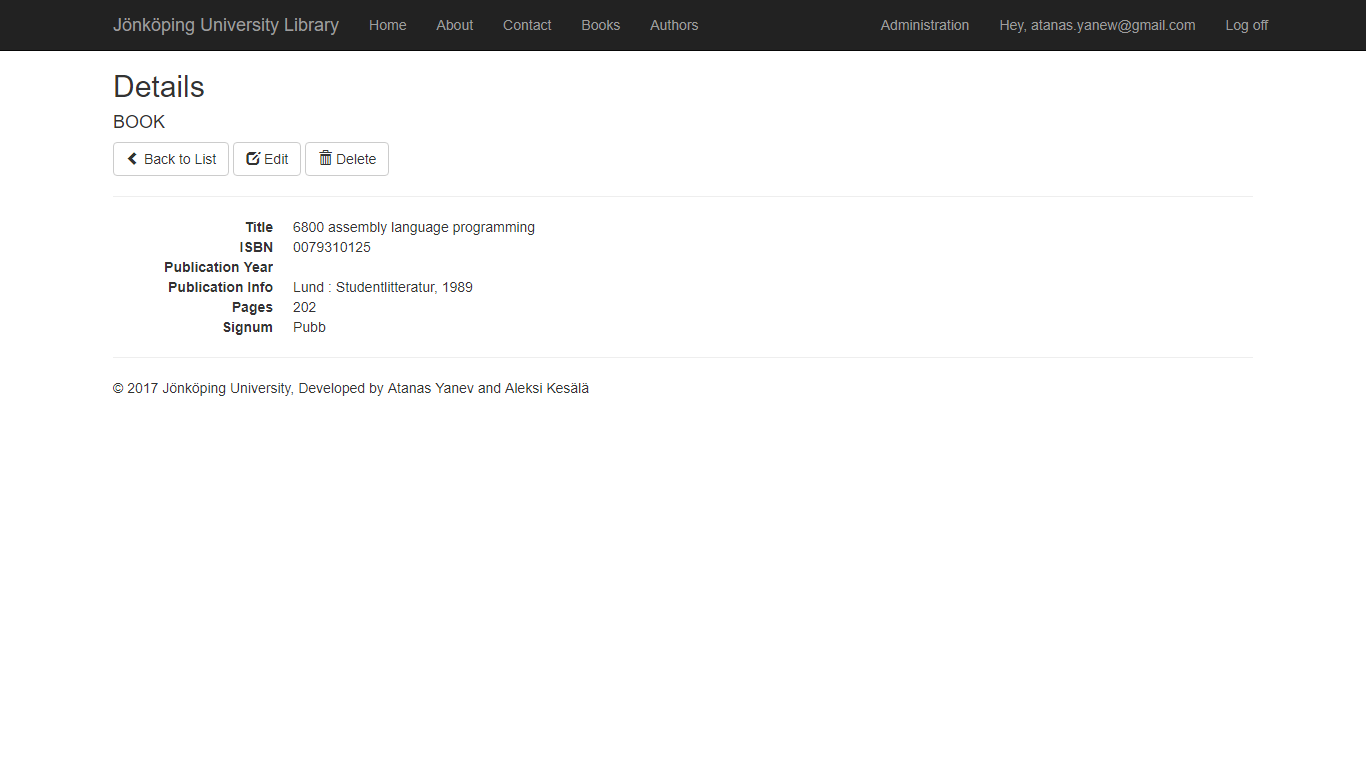 Jönköping University Library Home About Contact Books Authors Administration Hey, atanas.yanew@gmail.com Log off
Details
BOOK
Back to List Edit Delete
Title 6800 assembly language programming
ISBN 0079310125
Publication Year
Publication Info Lund : Studentlitteratur, 1989
Pages 202
Signum Pubb
© 2017 Jönköping University, Developed by Atanas Yanev and Aleksi Kesälä